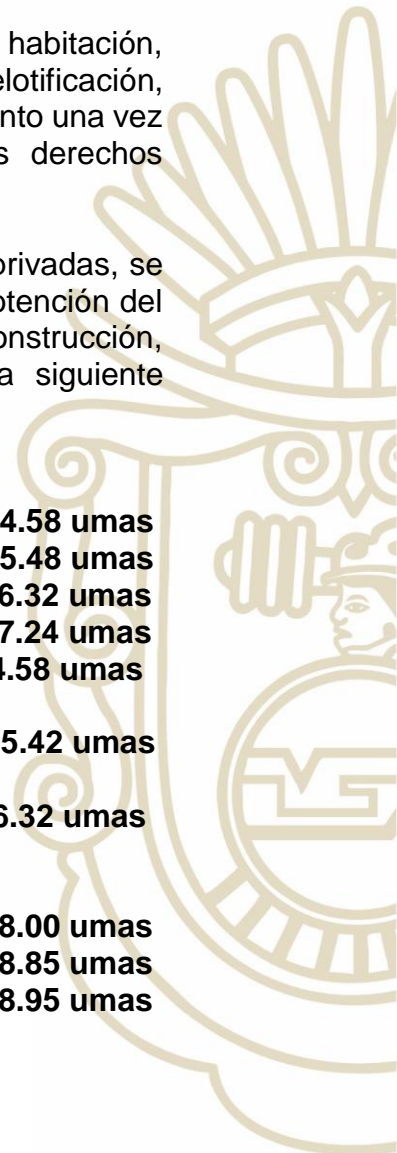 habitación,
elotificación,
nto una vez
s derechos
orivadas, se
otención del
onstrucción,
a siguiente
4.58 umas
5.48 umas
6.32 umas
7.24 umas
4.58 umas
5.42 umas
6.32 umas
8.00 umas
8.85 umas
8.95 umas